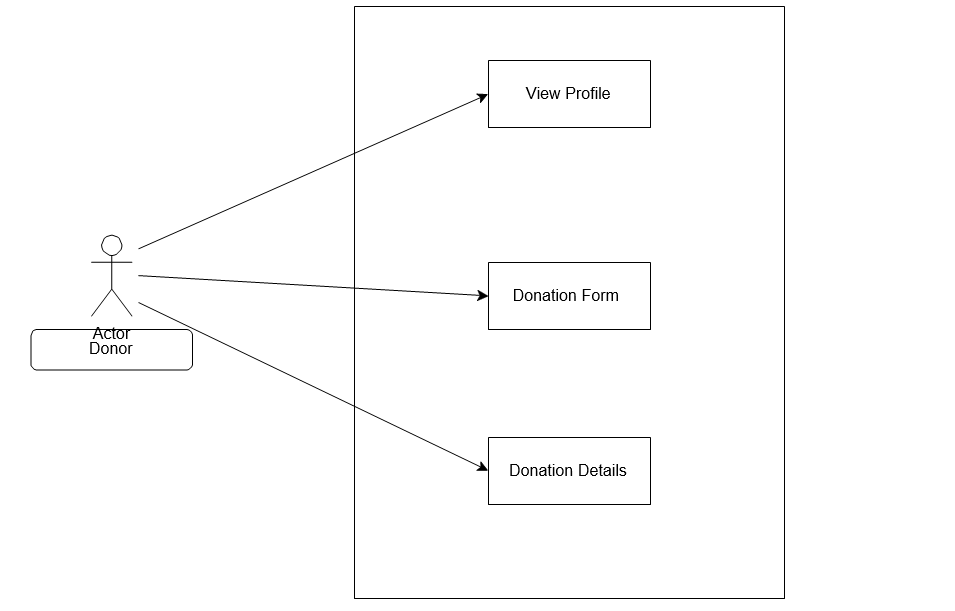 View Profile
Donation Form
Actor
Donor
Donation Details